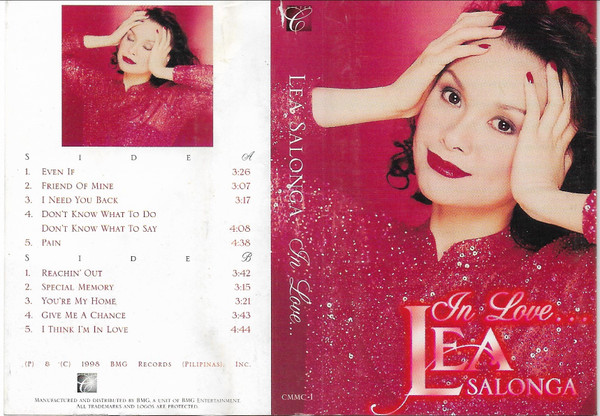 SIDE A
1. EVEN IF 3:26
2. FRIEND OF MINE 3:07
3. I NEED YOU BACK 3:17
4. DON'T KNOW WHAT TO DO
DON'T KNOW WHAT TO SAY 4:08
5. PAIN 4:38
SIDE B
1. REACHIN' OUT 3:42
2. SPECIAL MEMORY 3:15
3. YOU'RE MY HOME 3:21
4. GIVE ME A CHANCE 3:43
5. I THINK I'M IN LOVE 4:44
(P) & (C) 1998 BMG RECORDS (PILIPINAS), INC.
MANUFACTURED AND DISTRIBUTED BY BMG, A UNIT OF BMG ENTERTAINMENT.
ALL TRADEMARKS AND LOGOS ARE PROTECTED.
C
LEA SALONGA In Love...
CMMC-1
In Love...
LEA
SALONGA